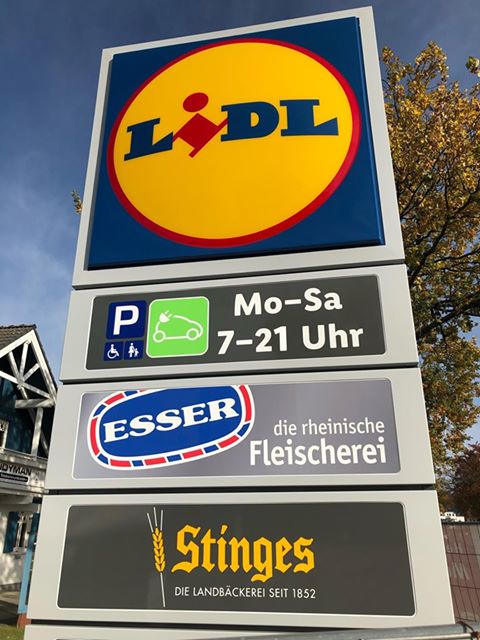 LIDL
P
Mo–Sa
7–21 Uhr
ESSER
die rheinische
Fleischerei
Stinges
DIE LANDBÄCKEREI SEIT 1852